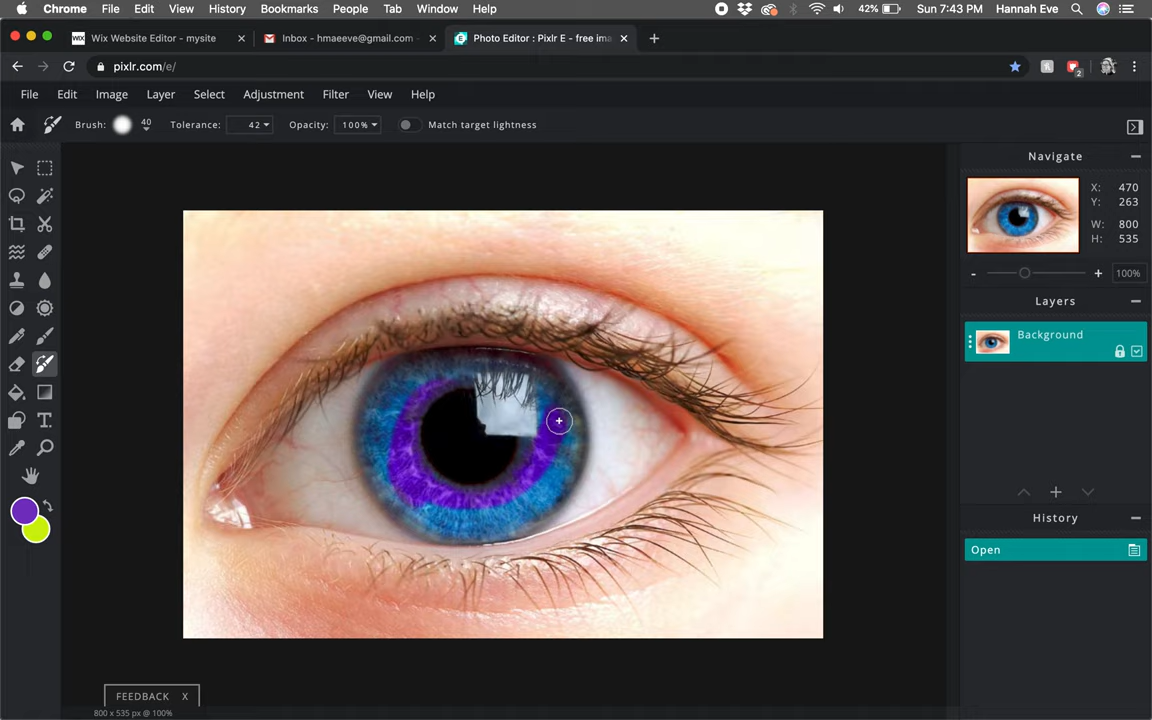 Chrome File Edit View History Bookmarks People Tab Window Help 42% Sun 7:43 PM Hannah Eve
WiX Wix Website Editor - mysite Inbox - hmaeeve@gmail.com - Photo Editor : Pixlr E - free ima
pixlr.com/e/ 2
File Edit Image Layer Select Adjustment Filter View Help
Brush: 40 Tolerance: 42 Opacity: 100% Match target lightness
Navigate
X: 470
Y: 263
W: 800
H: 535
- + 100%
Layers
Background
T.
History
Open
FEEDBACK X
800 x 535 px @ 100%